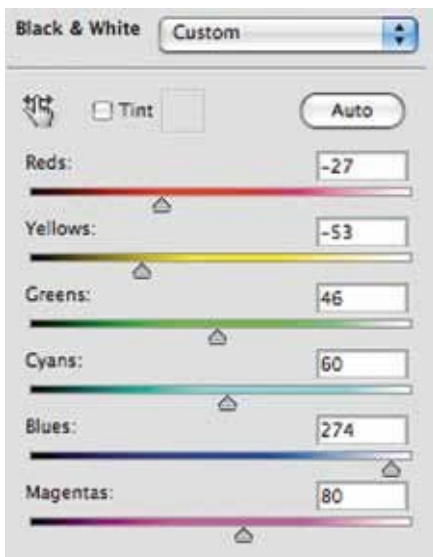 Black & White Custom
Tint Auto
Reds: -27
Yellows: -53
Greens: 46
Cyans: 60
Blues: 274
Magentas: 80